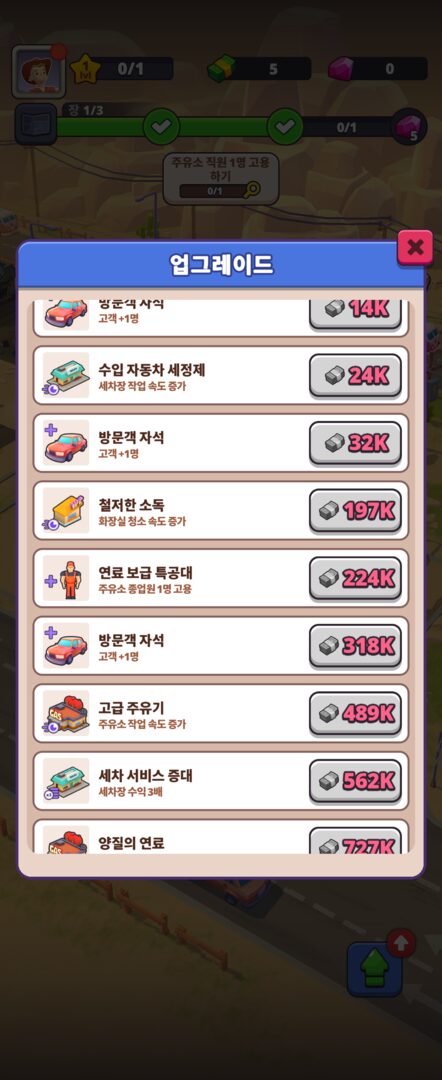 1
lvl
0/1
5
0
장 1/3
0/1
5
주유소 직원 1명 고용
하기
0/1
업그레이드
방문객 자석
고객 +1명
14K
수입 자동차 세정제
세차장 작업 속도 증가
24K
방문객 자석
고객 +1명
32K
철저한 소독
화장실 청소 속도 증가
197K
연료 보급 특공대
주유소 종업원 1명 고용
224K
방문객 자석
고객 +1명
318K
고급 주유기
주유소 작업 속도 증가
489K
세차 서비스 증대
세차장 수익 3배
562K
양질의 연료
727K